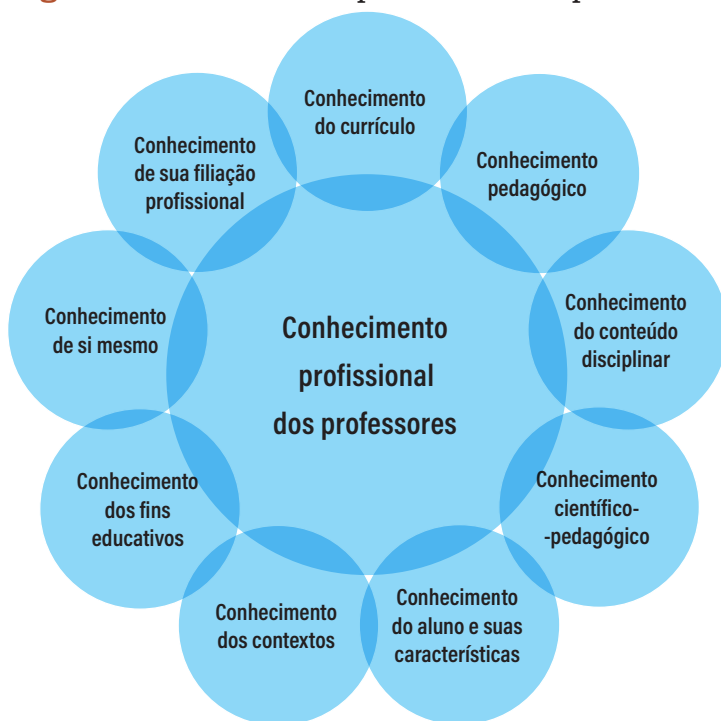 Conhecimento
do currículo
Conhecimento
pedagógico
Conhecimento
do conteúdo
disciplinar
Conhecimento
científico-
-pedagógico
Conhecimento
do aluno e suas
características
Conhecimento
dos contextos
Conhecimento
dos fins
educativos
Conhecimento
de si mesmo
Conhecimento
de sua filiação
profissional
Conhecimento
profissional
dos professores